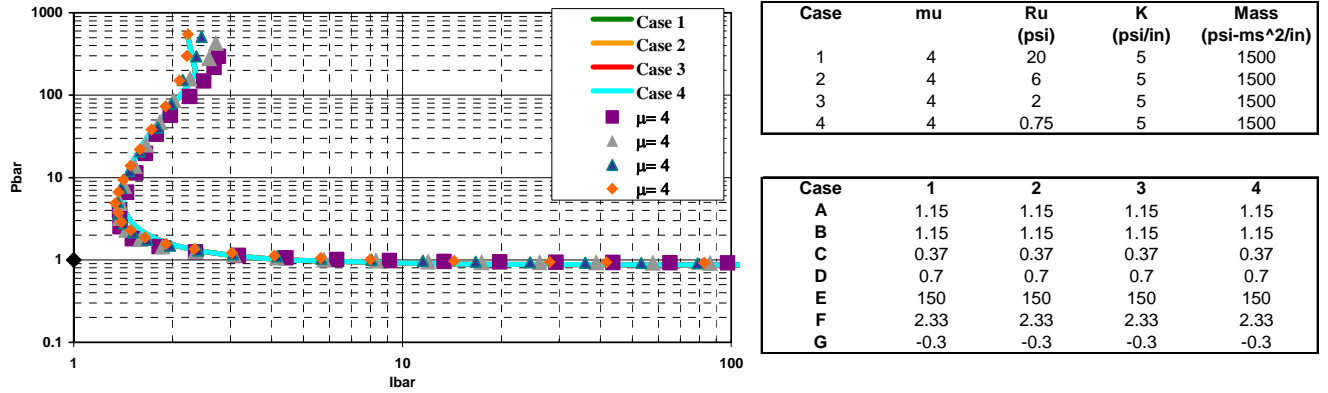 1000
100
10
1
0.1
Pbar
1
10
100
Ibar
Case 1
Case 2
Case 3
Case 4
μ= 4
μ= 4
μ= 4
μ= 4
Case mu Ru K Mass
(psi) (psi/in) (psi-ms^2/in)
1 4 20 5 1500
2 4 6 5 1500
3 4 2 5 1500
4 4 0.75 5 1500
Case 1 2 3 4
A 1.15 1.15 1.15 1.15
B 1.15 1.15 1.15 1.15
C 0.37 0.37 0.37 0.37
D 0.7 0.7 0.7 0.7
E 150 150 150 150
F 2.33 2.33 2.33 2.33
G -0.3 -0.3 -0.3 -0.3